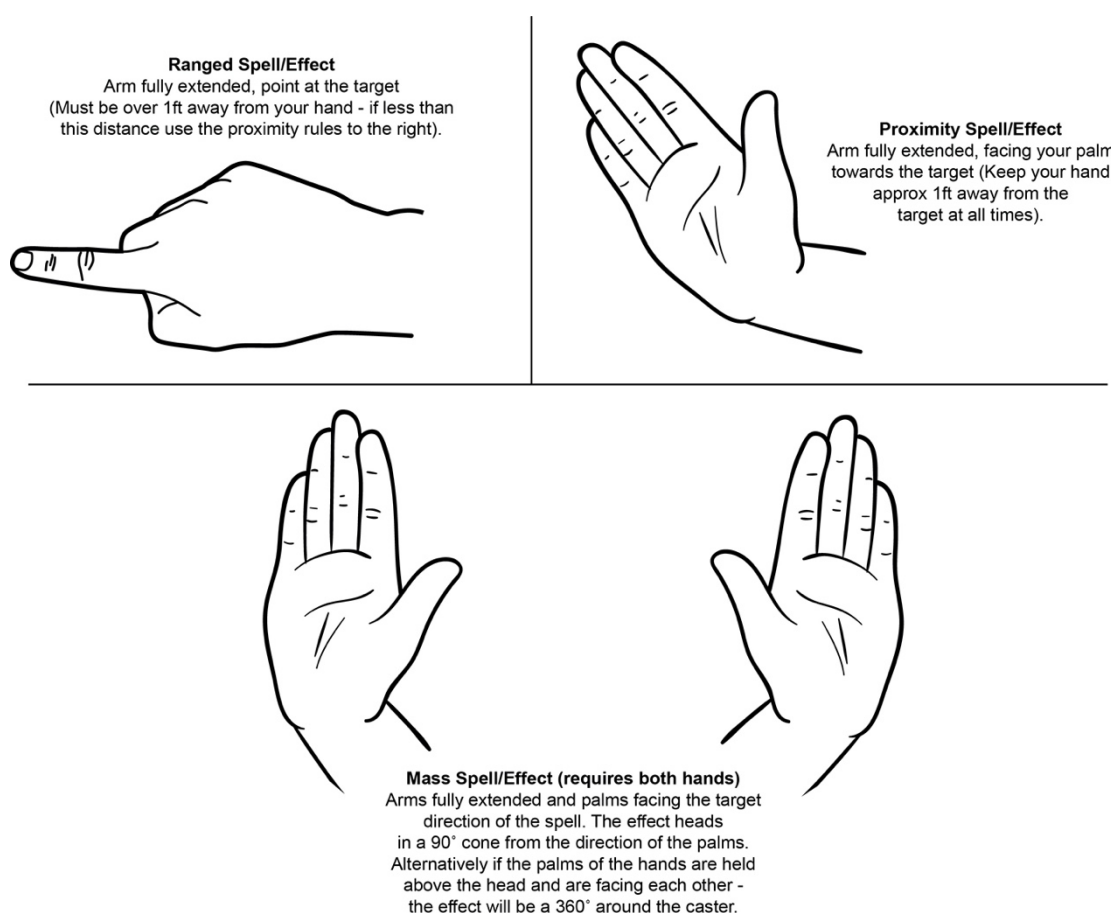 Ranged Spell/Effect
Arm fully extended, point at the target
(Must be over 1ft away from your hand - if less than
this distance use the proximity rules to the right).
Proximity Spell/Effect
Arm fully extended, facing your palm
towards the target (Keep your hand
approx 1ft away from the
target at all times).
Mass Spell/Effect (requires both hands)
Arms fully extended and palms facing the target
direction of the spell. The effect heads
in a 90˚ cone from the direction of the palms.
Alternatively if the palms of the hands are held
above the head and are facing each other -
the effect will be a 360˚ around the caster.